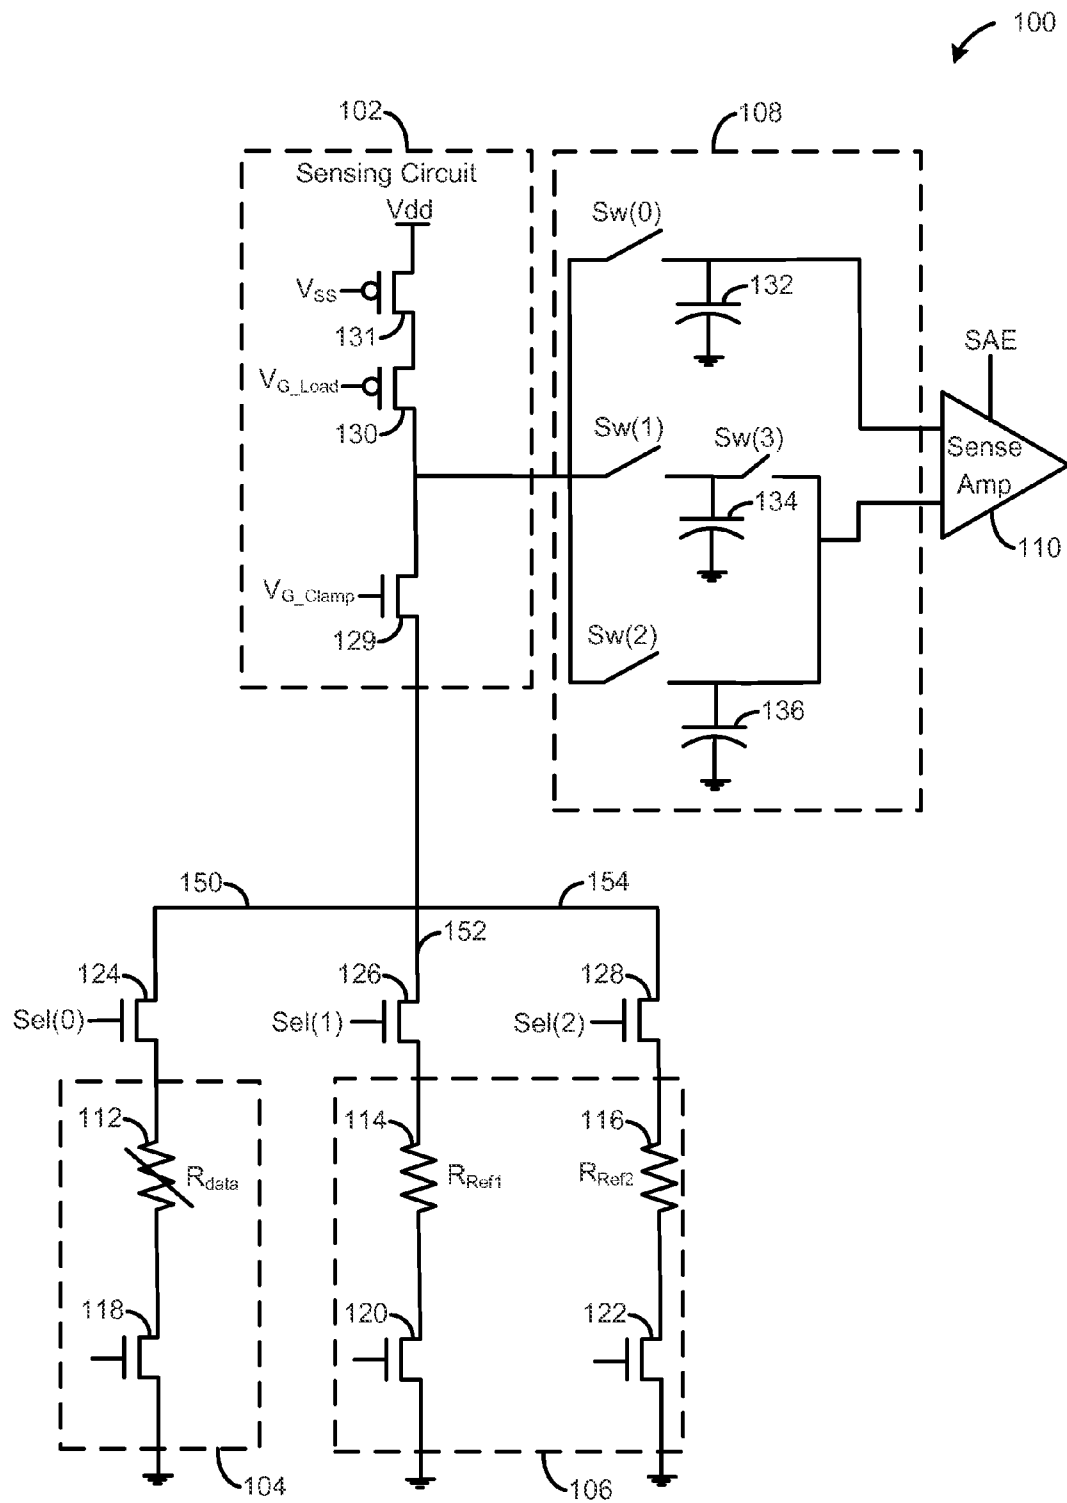 100
102
108
Sensing Circuit
Vdd
Sw(0)
VSS
132
131
SAE
VG_Load
130
Sw(1)
Sw(3)
Sense
Amp
134
110
VG_Clamp
129
Sw(2)
136
150
154
152
124
126
128
Sel(0)
Sel(1)
Sel(2)
112
114
116
Rdata
RRef1
RRef2
118
120
122
104
106